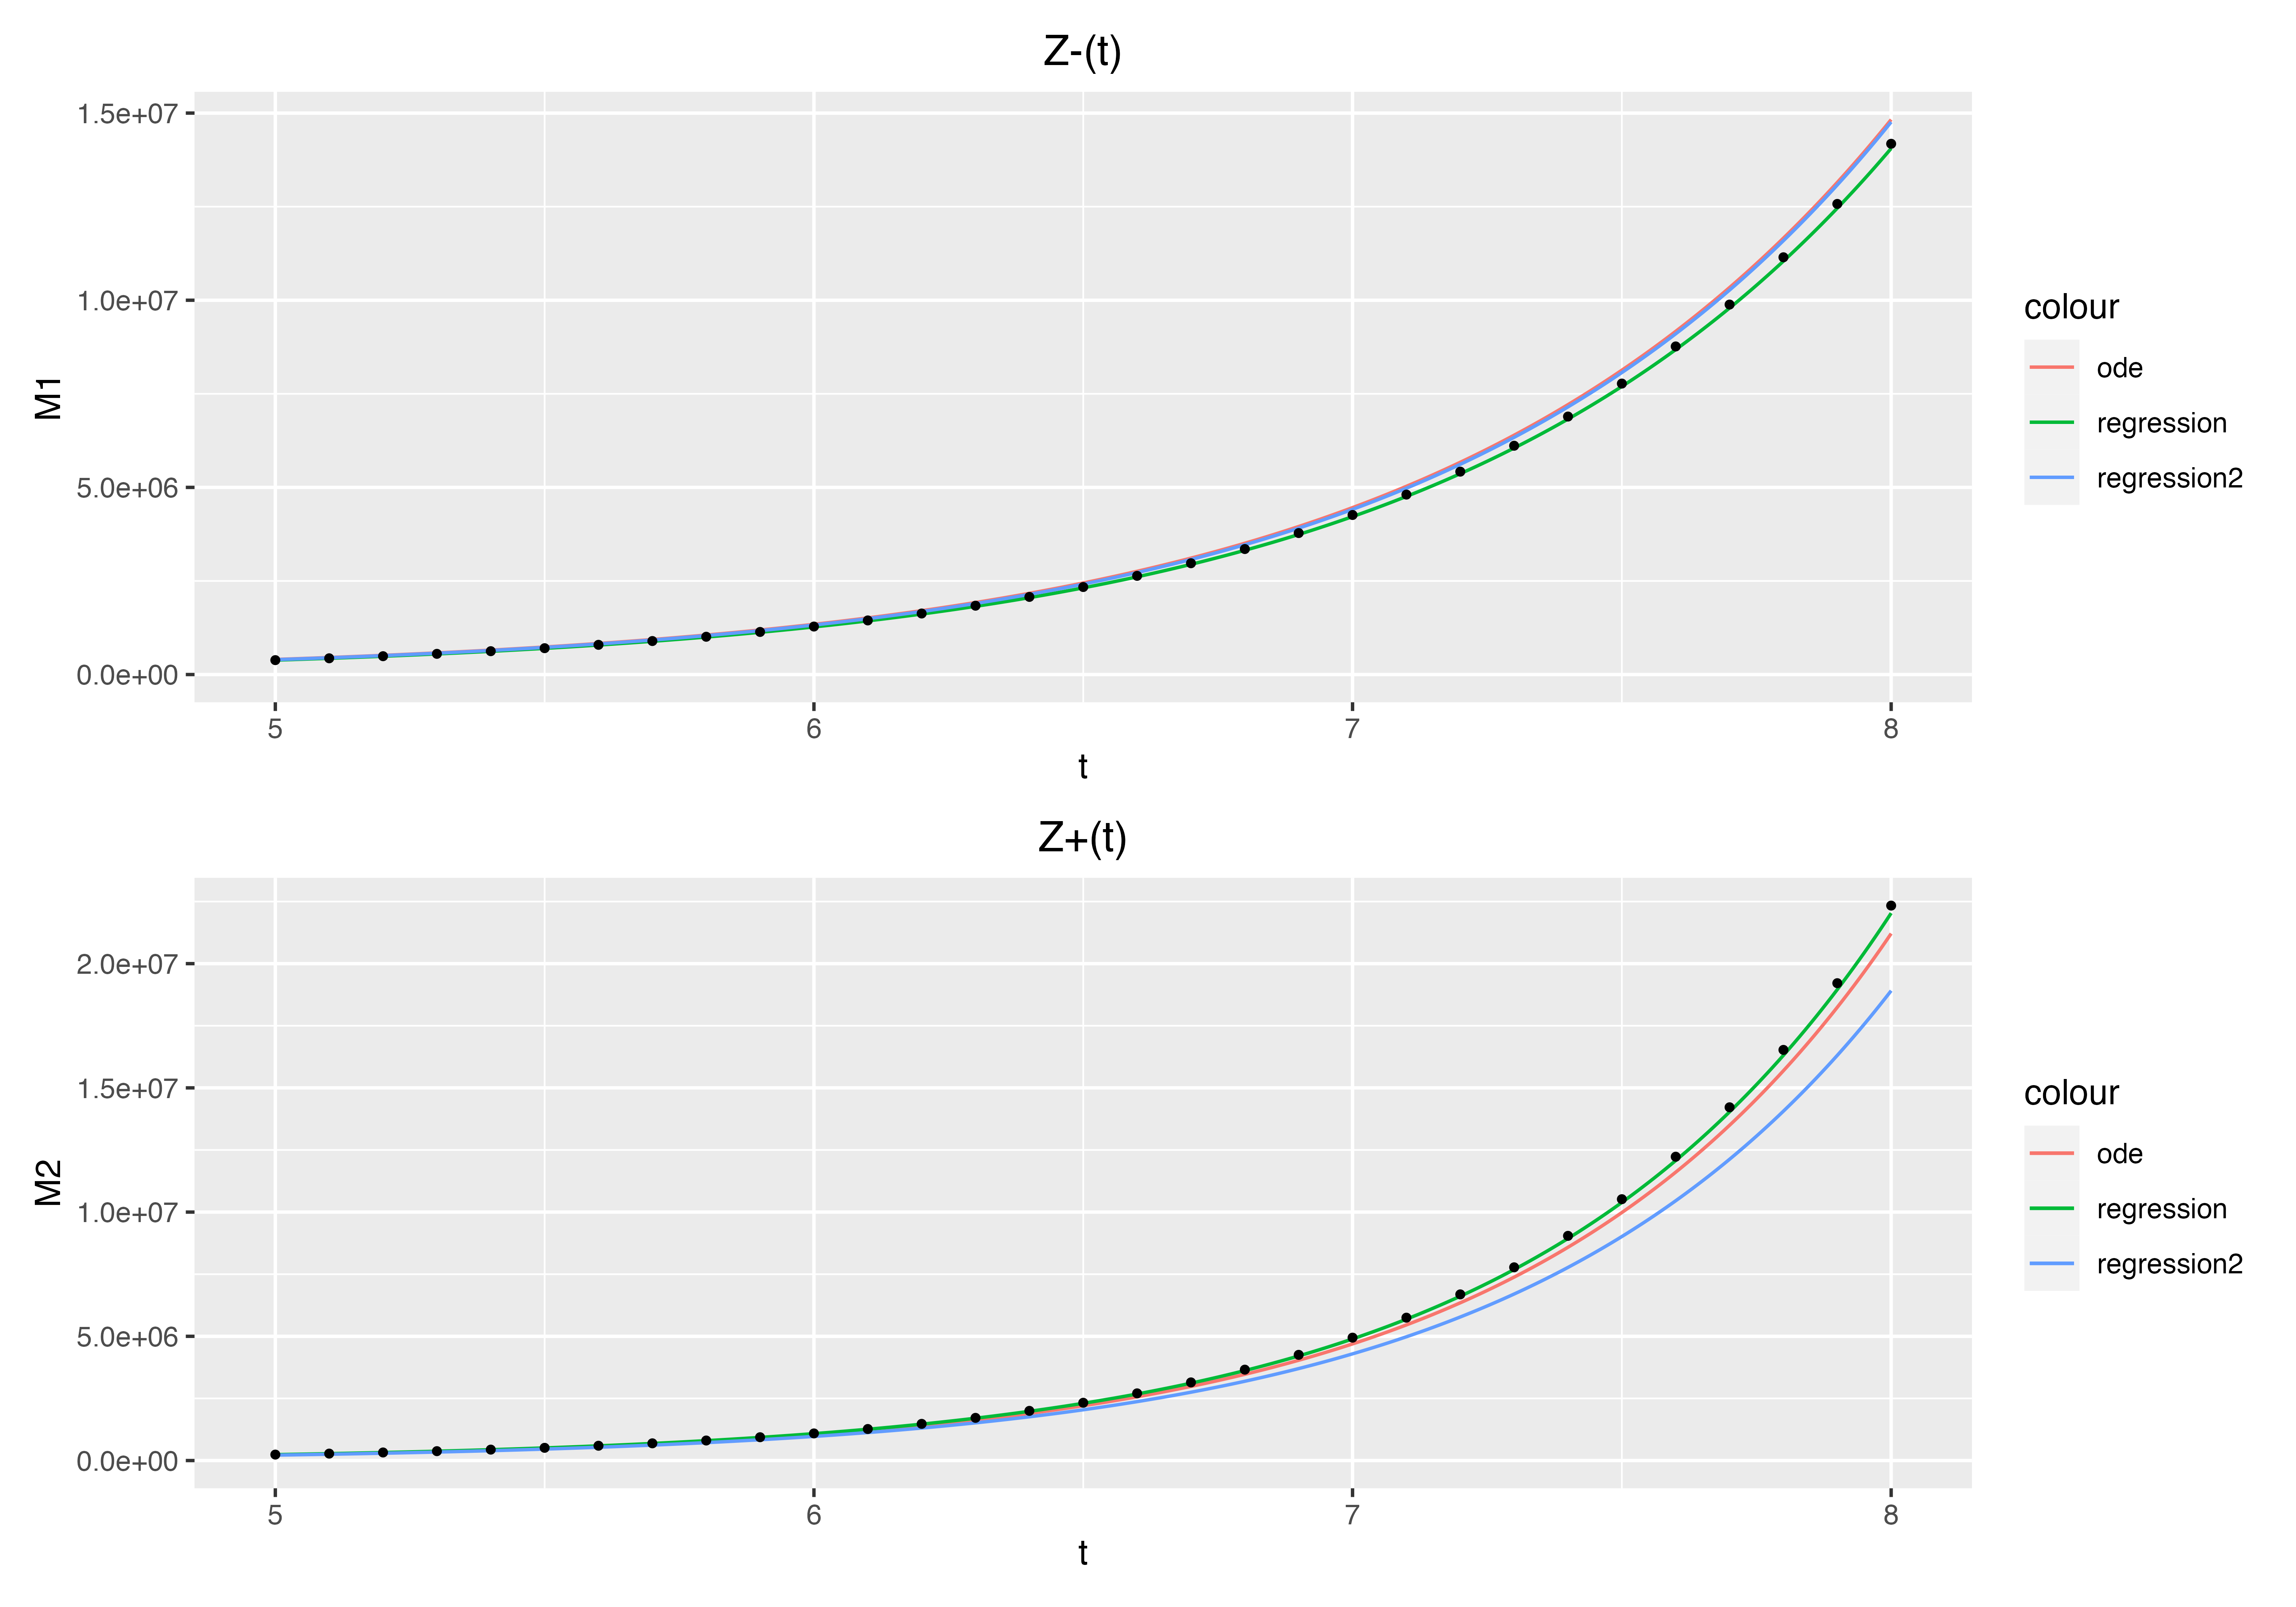 Z-(t)
1.5e+07
1.0e+07
5.0e+06
0.0e+00
M1
5 6 7 8
t
colour
ode
regression
regression2
Z+(t)
2.0e+07
1.5e+07
1.0e+07
5.0e+06
0.0e+00
M2
5 6 7 8
t
colour
ode
regression
regression2